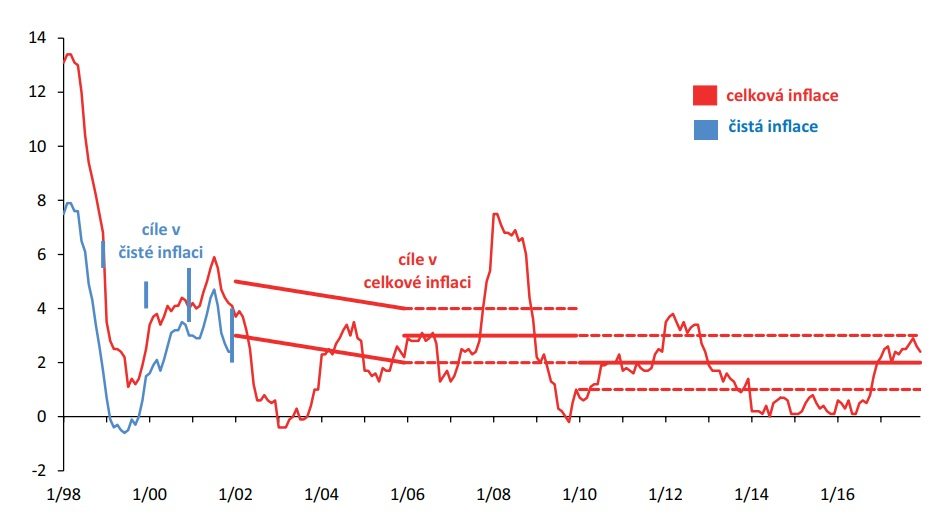 14
12
10
8
6
4
2
0
-2
celková inflace
čistá inflace
cíle v
čisté inflaci
cíle v
celkové inflaci
1/98 1/00 1/02 1/04 1/06 1/08 1/10 1/12 1/14 1/16